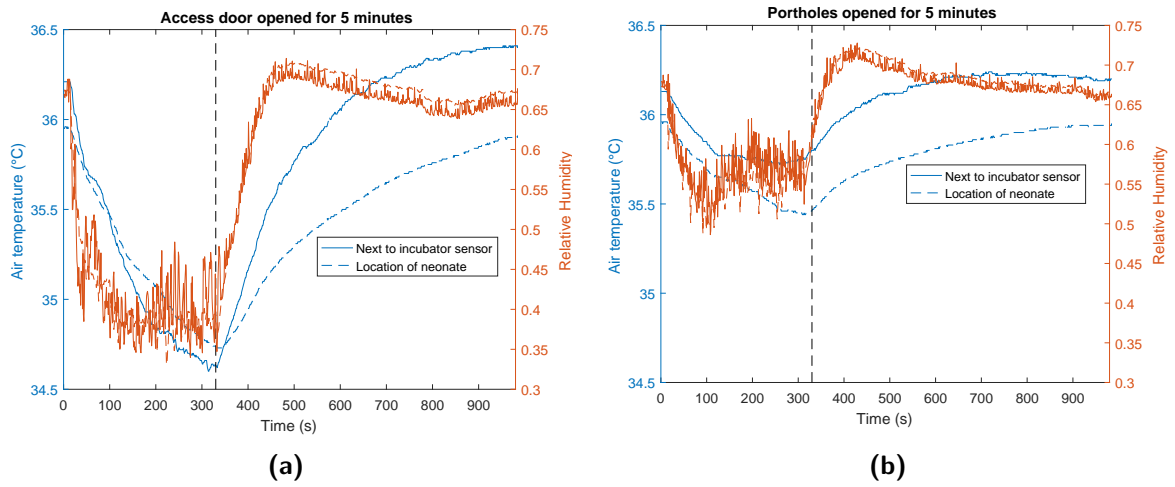 Access door opened for 5 minutes
36.5
36
35.5
35
34.5
Air temperature (°C)
0.75
0.7
0.65
0.6
0.55
0.5
0.45
0.4
0.35
0.3
Relative Humidity
Next to incubator sensor
Location of neonate
0 100 200 300 400 500 600 700 800 900
Time (s)
(a)
Portholes opened for 5 minutes
36.5
36
35.5
35
34.5
Air temperature (°C)
0.75
0.7
0.65
0.6
0.55
0.5
0.45
0.4
0.35
0.3
Relative Humidity
Next to incubator sensor
Location of neonate
0 100 200 300 400 500 600 700 800 900
Time (s)
(b)